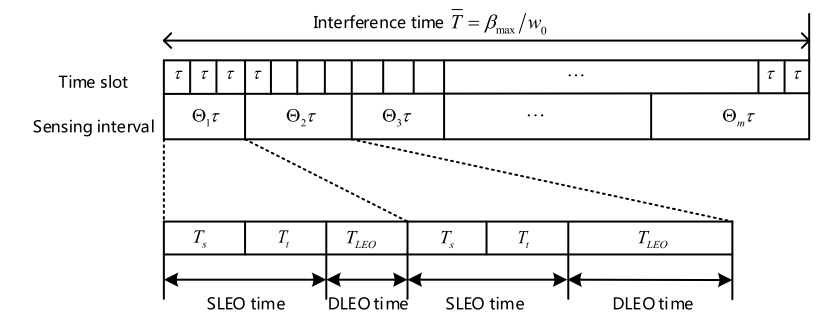 Interference time T̅ = β_max/w_0
Time slot τ τ τ τ ⋯ τ τ
Sensing interval Θ_1τ Θ_2τ Θ_3τ ⋯ Θ_mτ
T_s T_t T_LEO T_s T_t T_LEO
SLEO time DLEO time SLEO time DLEO time